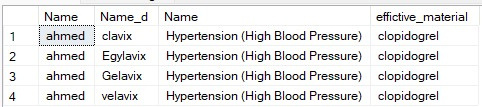 Name Name_d Name effictive_material
1 ahmed clavix Hypertension (High Blood Pressure) clopidogrel
2 ahmed Egylavix Hypertension (High Blood Pressure) clopidogrel
3 ahmed Gelavix Hypertension (High Blood Pressure) clopidogrel
4 ahmed velavix Hypertension (High Blood Pressure) clopidogrel